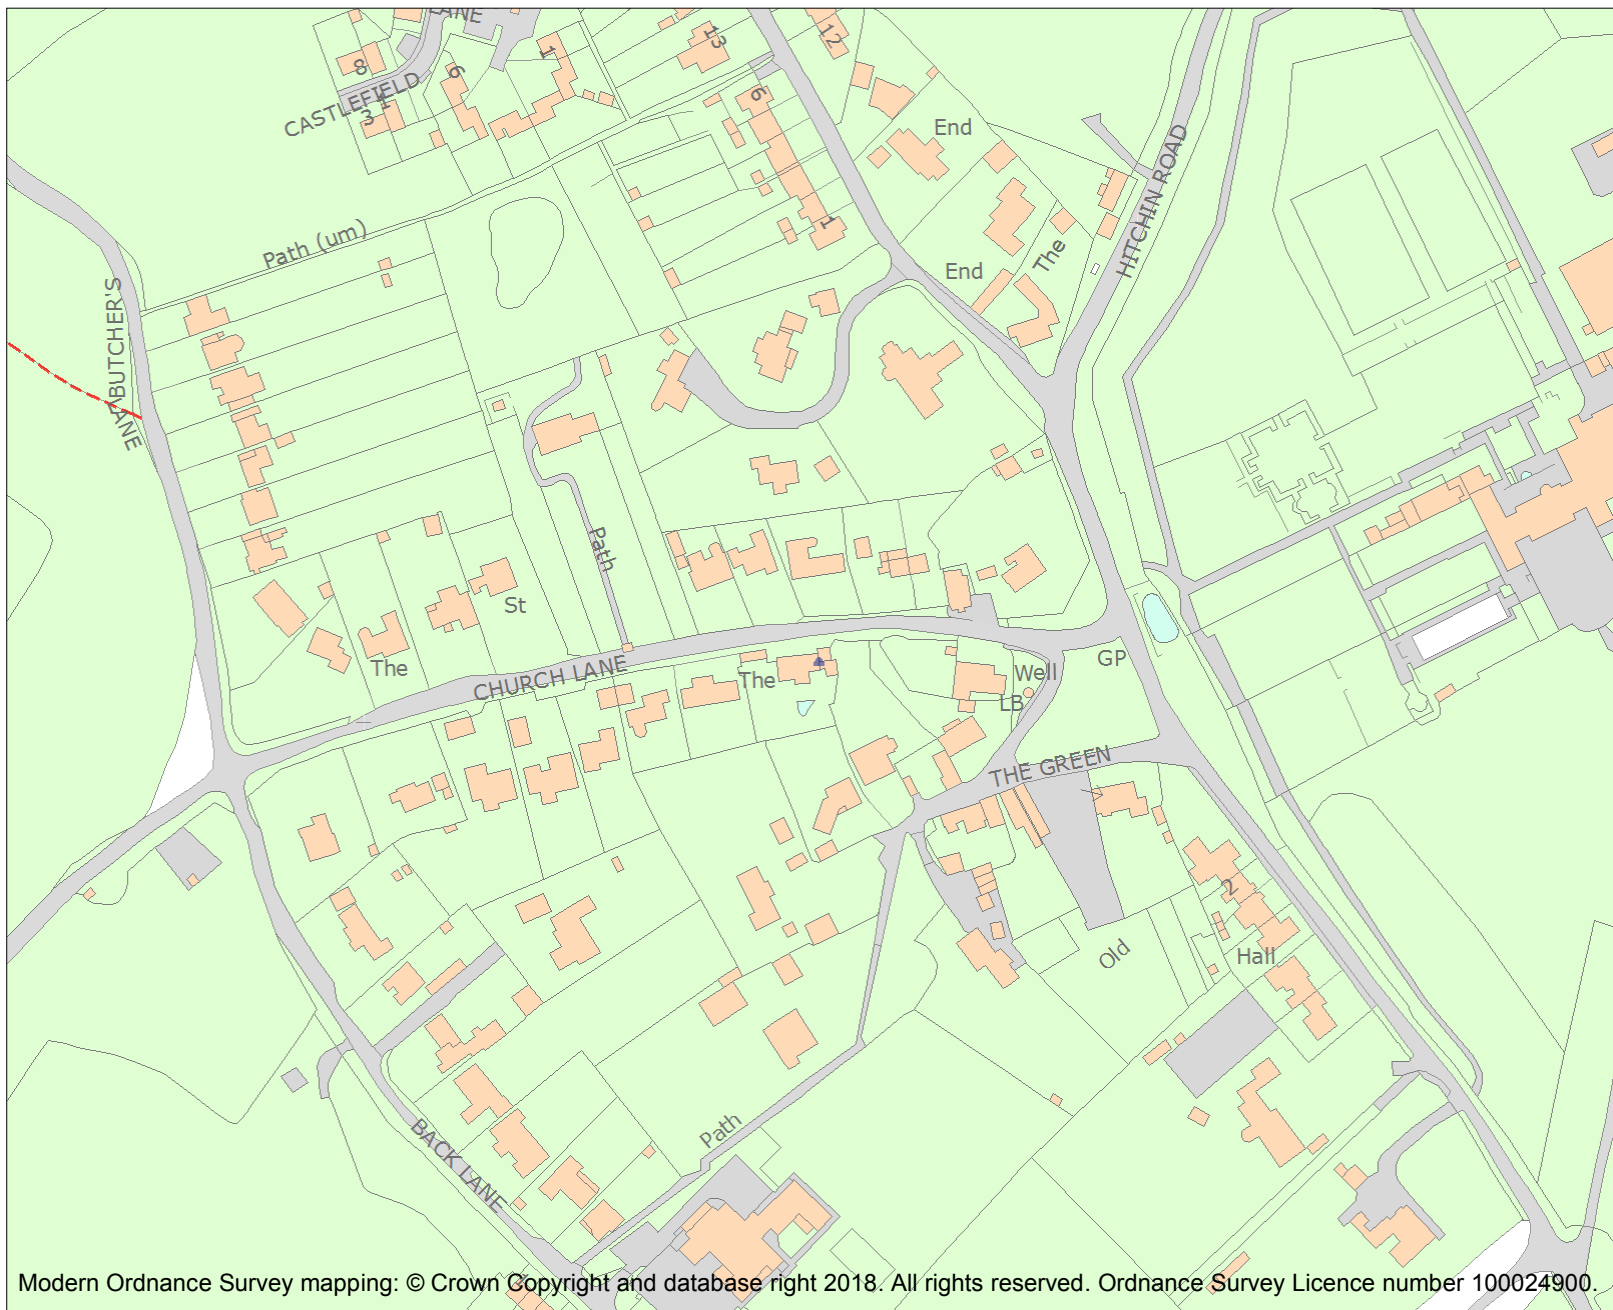 LANE
13
12
1
8
6
CASTLEFIELD
3
6
End
HITCHIN ROAD
Path (um)
1
The
End
BUTCHER'S
LANE
Path
St
The
CHURCH LANE
The
Well
GP
LB
THE GREEN
2
Old
Hall
Path
BACK LANE
Modern Ordnance Survey mapping: © Crown Copyright and database right 2018. All rights reserved. Ordnance Survey Licence number 100024900.